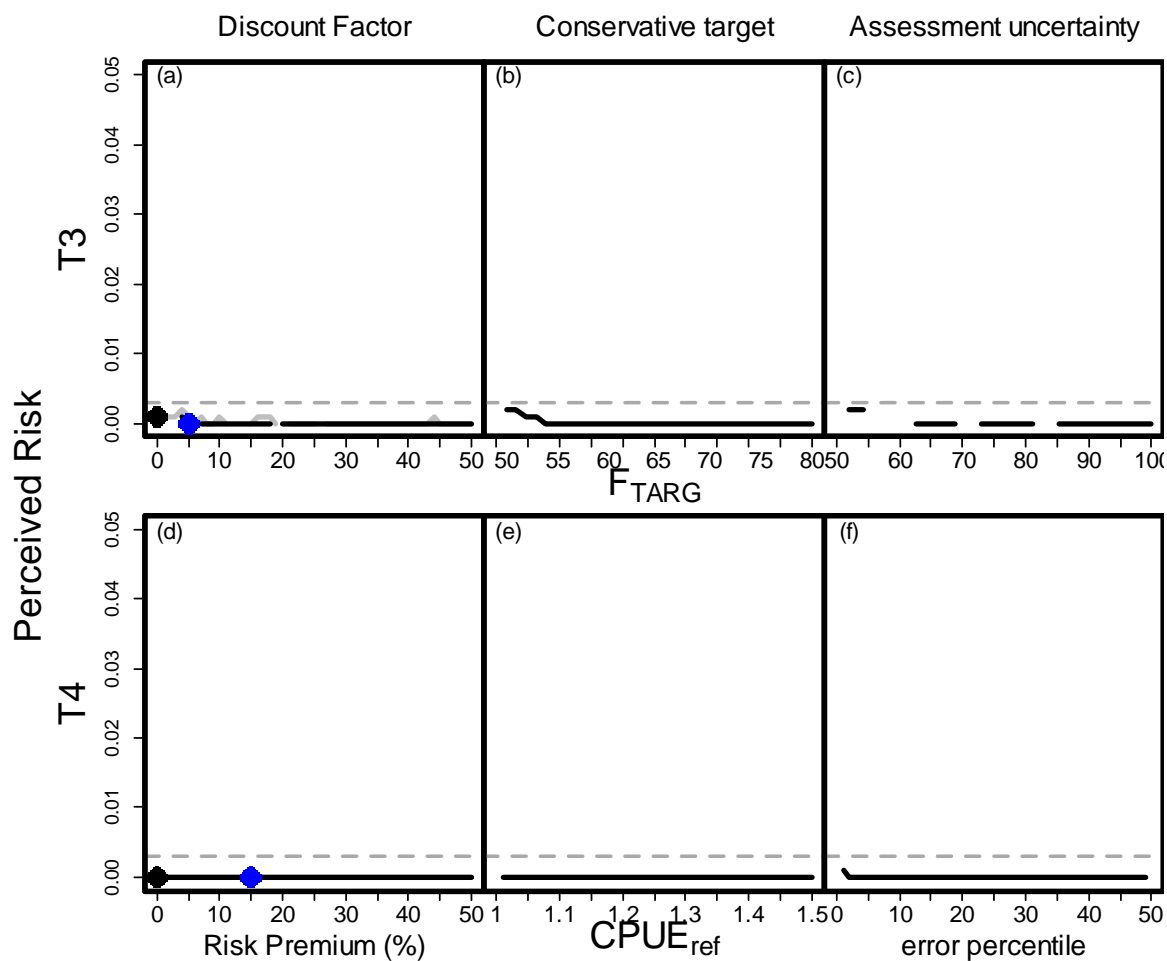 Discount Factor Conservative target Assessment uncertainty
(a) (b) (c)
0.05
0.04
0.03
0.02
0.01
0.00
T3
0 10 20 30 40 50
50 55 60 65 70 75 80
50 60 70 80 90 100
F_TARG
Perceived Risk
(d) (e) (f)
0.05
0.04
0.03
0.02
0.01
0.00
T4
0 10 20 30 40 50
1 1.1 1.2 1.3 1.4 1.5
0 10 20 30 40 50
Risk Premium (%) CPUE_ref error percentile